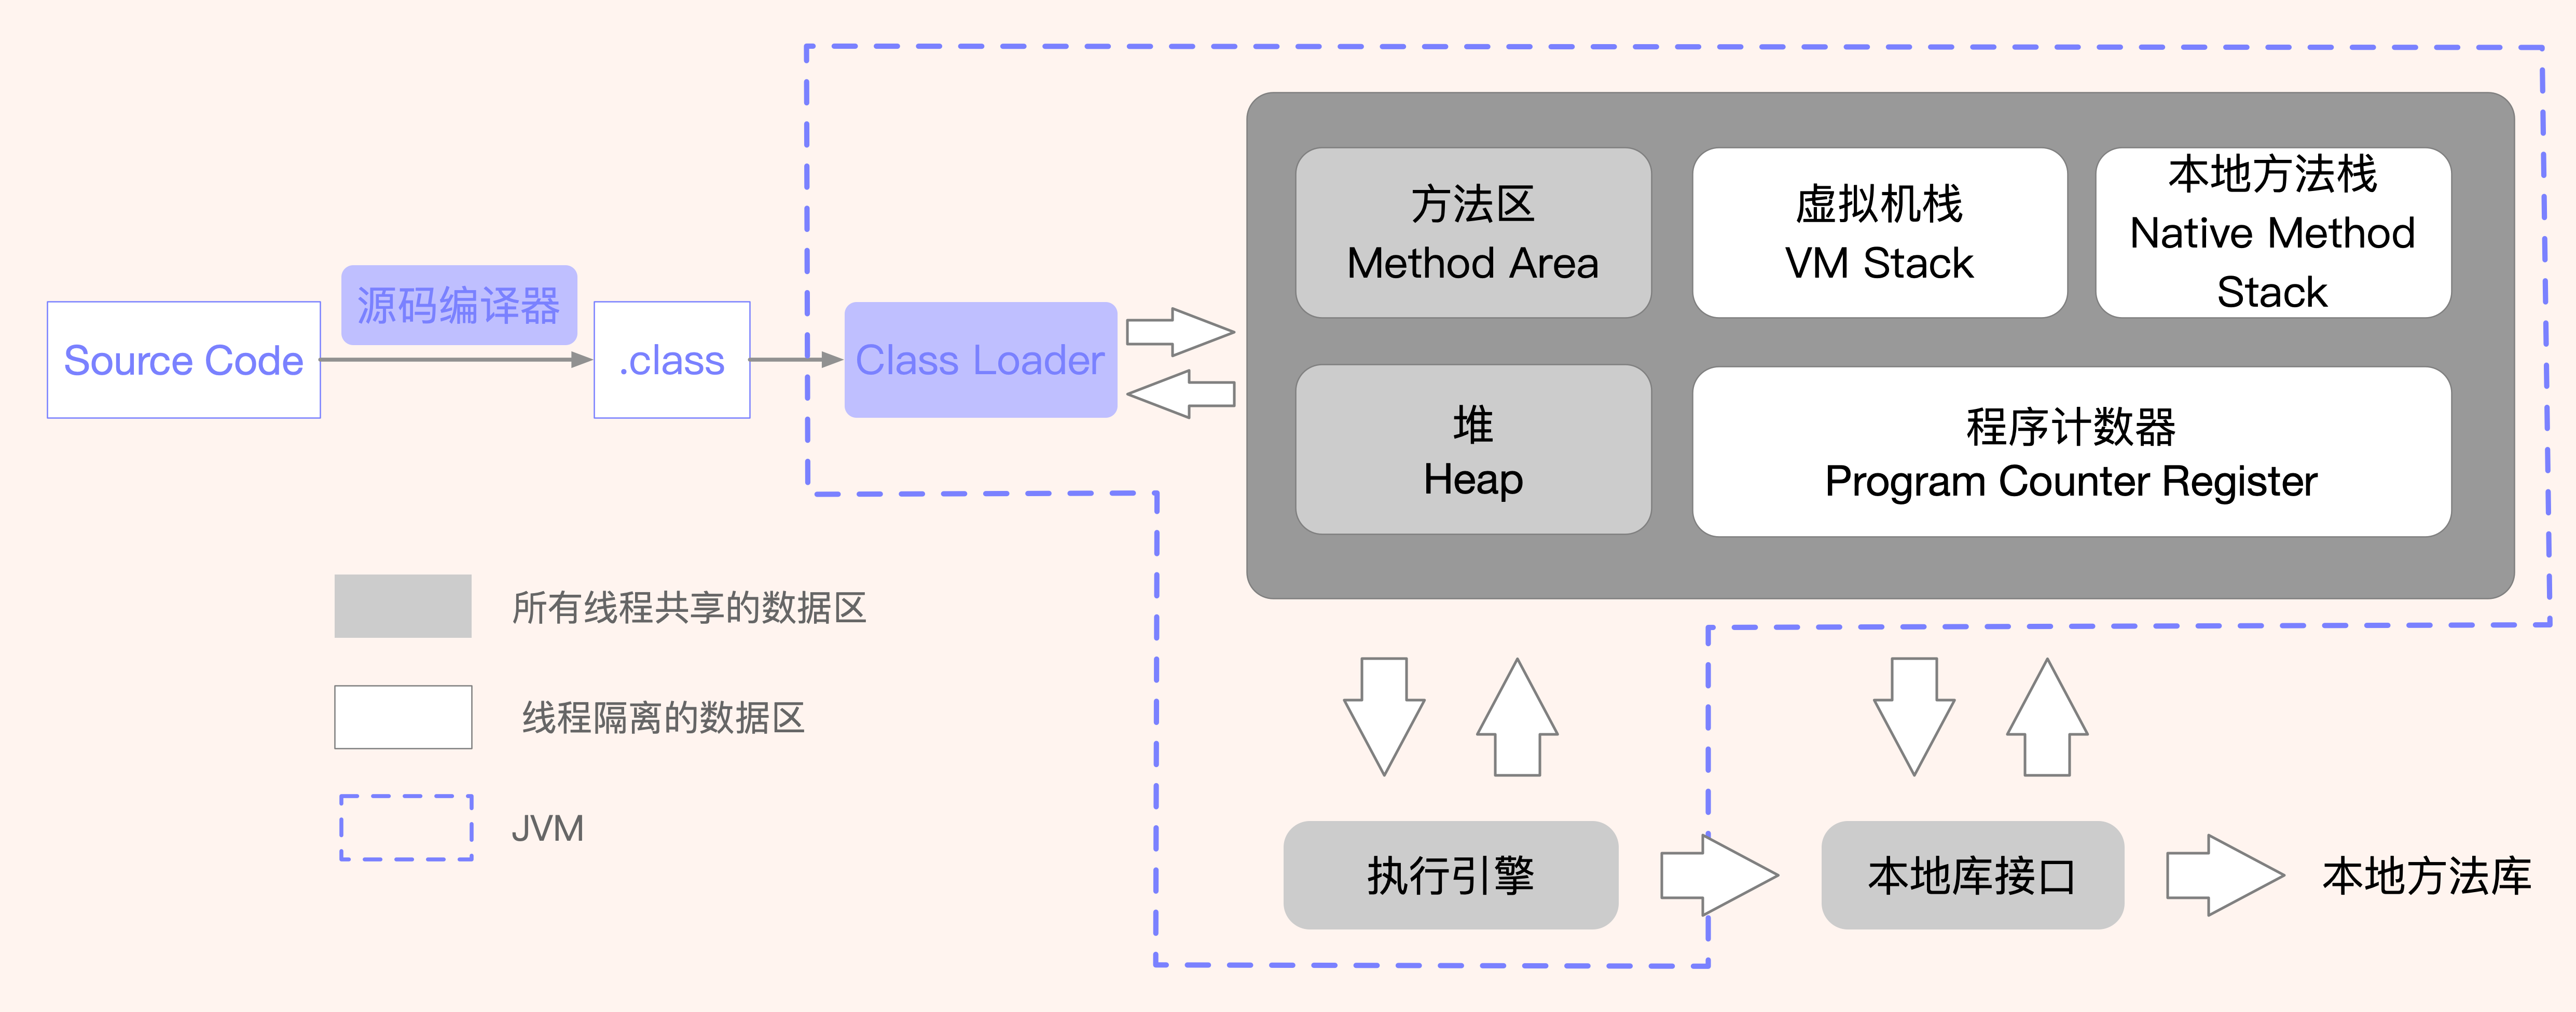 Source Code
源码编译器
.class
Class Loader
方法区
Method Area
虚拟机栈
VM Stack
本地方法栈
Native Method
Stack
堆
Heap
程序计数器
Program Counter Register
所有线程共享的数据区
线程隔离的数据区
JVM
执行引擎
本地库接口
本地方法库